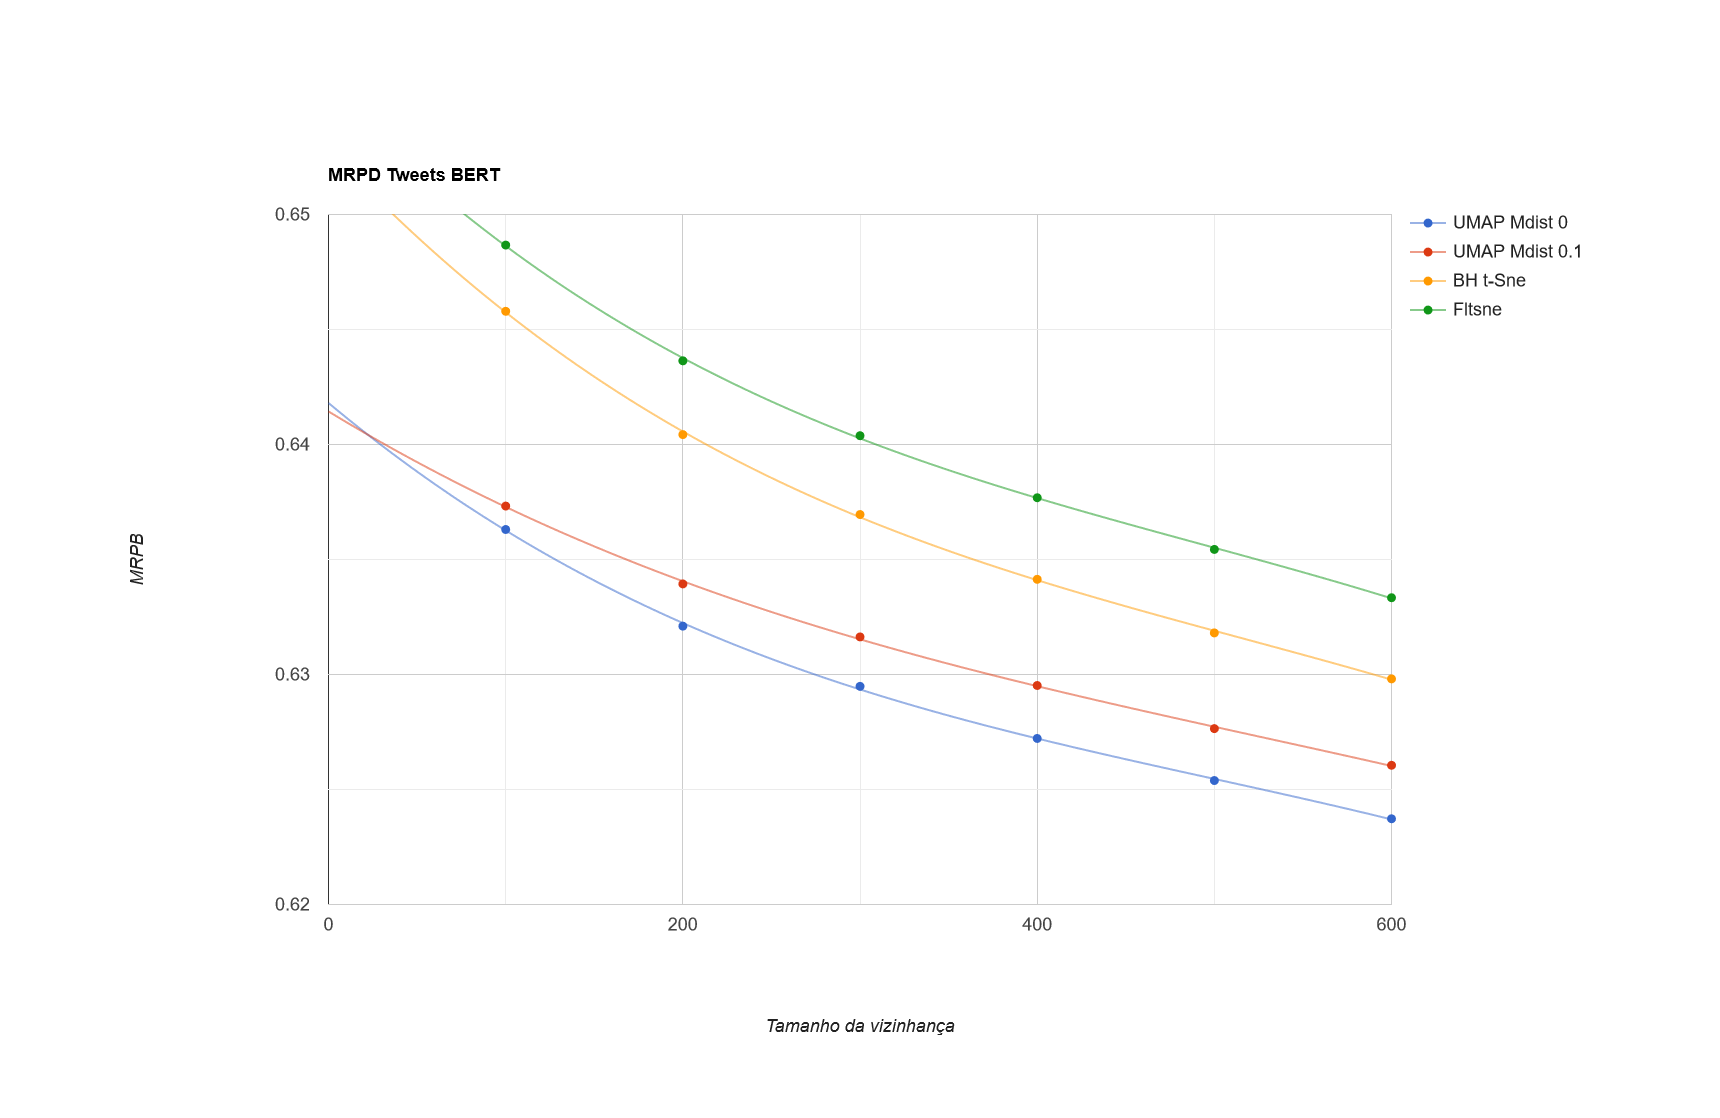 MRPD Tweets BERT
0.65
0.64
0.63
0.62
0
200
400
600
MRPB
Tamanho da vizinhança
UMAP Mdist 0
UMAP Mdist 0.1
BH t-Sne
Fltsne